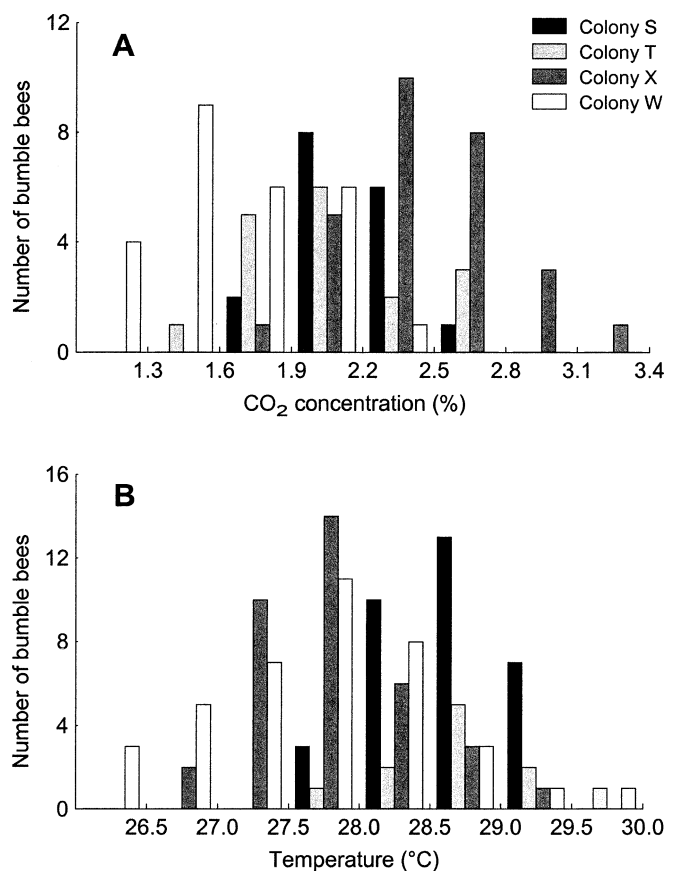 12
A
Colony S
Colony T
Colony X
Colony W
8
4
0
Number of bumble bees
1.3 1.6 1.9 2.2 2.5 2.8 3.1 3.4
CO₂ concentration (%)
16
B
12
8
4
0
Number of bumble bees
26.5 27.0 27.5 28.0 28.5 29.0 29.5 30.0
Temperature (°C)